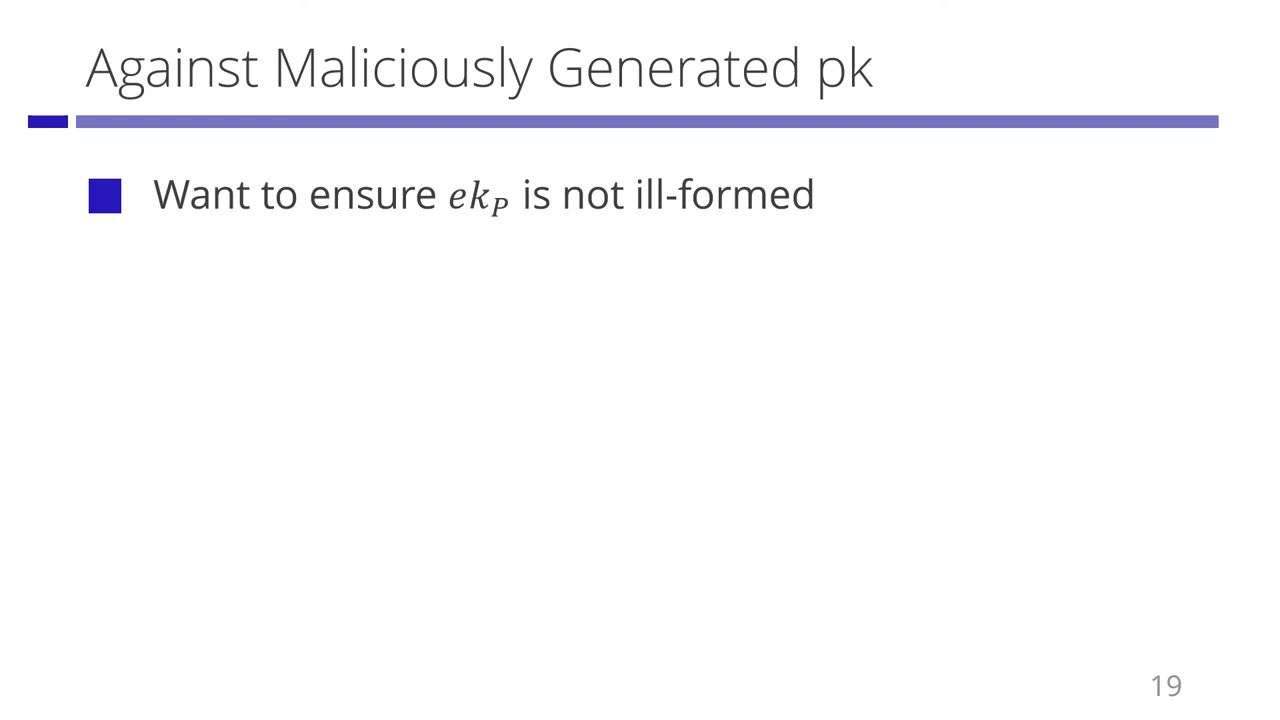 Against Maliciously Generated pk
Want to ensure $ek_P$ is not ill-formed
19